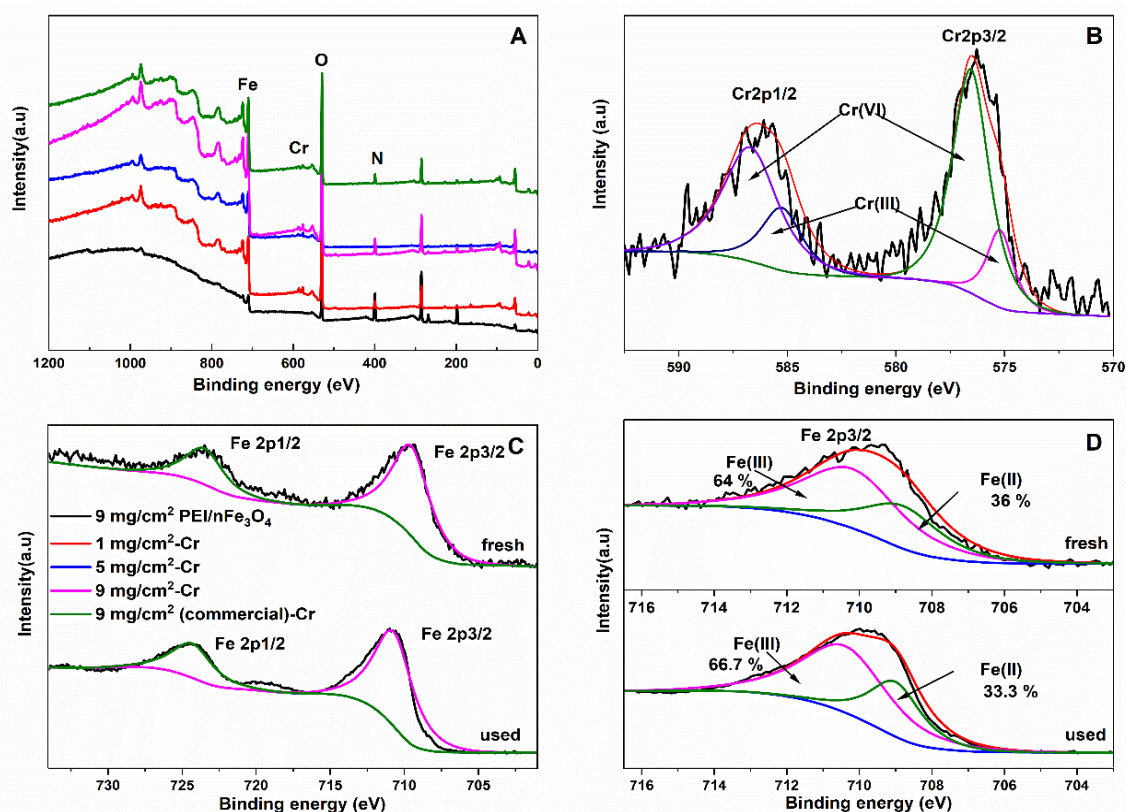 A
Intensity(a.u)
Fe
O
Cr
N
1200 1000 800 600 400 200 0
Binding energy (eV)
B
Intensity (a.u)
Cr2p3/2
Cr2p1/2
Cr(VI)
Cr(III)
590 585 580 575 570
Binding energy (eV)
C
Intensity(a.u)
Fe 2p1/2
Fe 2p3/2
9 mg/cm² PEI/nFe₃O₄
1 mg/cm²-Cr
5 mg/cm²-Cr
9 mg/cm²-Cr
9 mg/cm² (commercial)-Cr
fresh
Fe 2p1/2
Fe 2p3/2
used
730 725 720 715 710 705
Binding energy (eV)
D
Intensity(a.u)
Fe 2p3/2
Fe(III)
64 %
Fe(II)
36 %
fresh
716 714 712 710 708 706 704
Fe(III)
66.7 %
Fe(II)
33.3 %
used
716 714 712 710 708 706 704
Binding energy (eV)